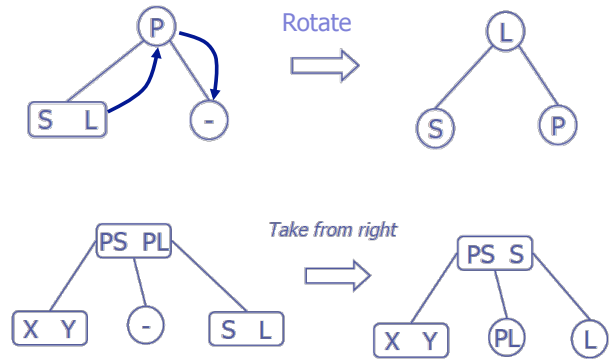 P
Rotate
L
S L
-
S
P
PS PL
Take from right
PS S
X Y
-
S L
X Y
PL
L